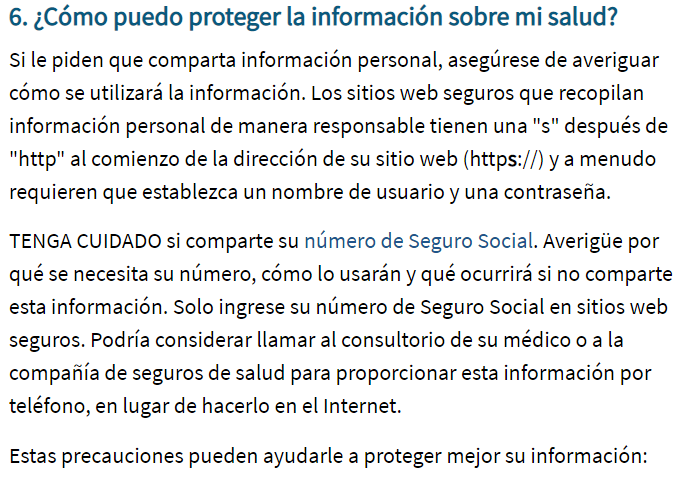 6. ¿Cómo puedo proteger la información sobre mi salud?
Si le piden que comparta información personal, asegúrese de averiguar
cómo se utilizará la información. Los sitios web seguros que recopilan
información personal de manera responsable tienen una "s" después de
"http" al comienzo de la dirección de su sitio web (https://) y a menudo
requieren que establezca un nombre de usuario y una contraseña.
TENGA CUIDADO si comparte su número de Seguro Social. Averigüe por
qué se necesita su número, cómo lo usarán y qué ocurrirá si no comparte
esta información. Solo ingrese su número de Seguro Social en sitios web
seguros. Podría considerar llamar al consultorio de su médico o a la
compañía de seguros de salud para proporcionar esta información por
teléfono, en lugar de hacerlo en el Internet.
Estas precauciones pueden ayudarle a proteger mejor su información: